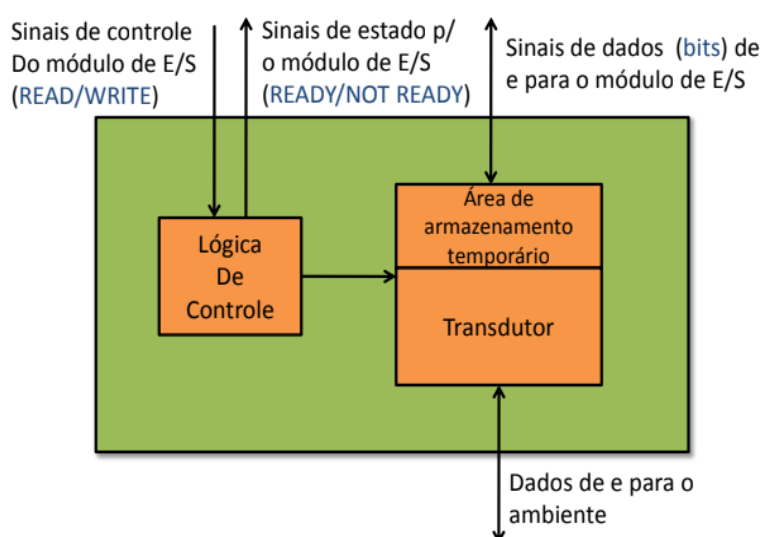 Sinais de controle
Do módulo de E/S
(READ/WRITE)
Sinais de estado p/
o módulo de E/S
(READY/NOT READY)
Sinais de dados (bits) de
e para o módulo de E/S
Lógica
De
Controle
Área de
armazenamento
temporário
Transdutor
Dados de e para o
ambiente